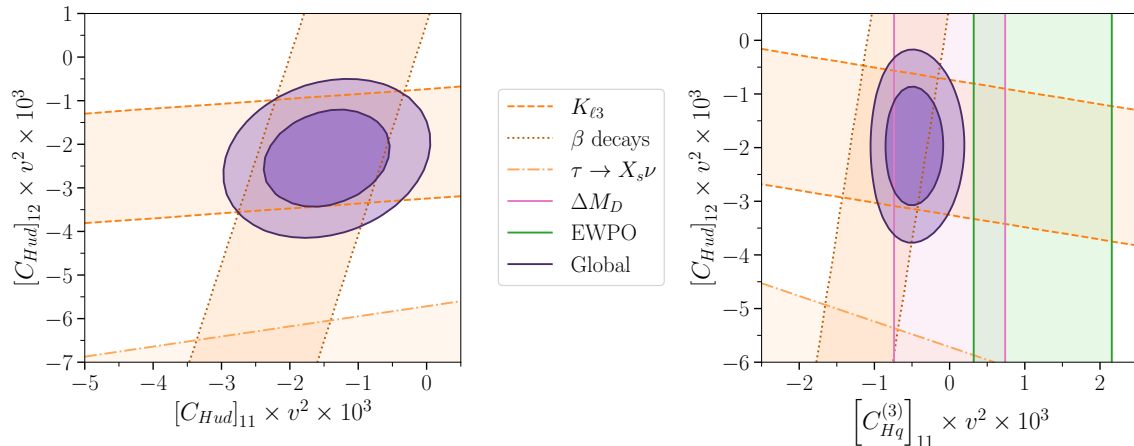 1
0
−1
−2
−3
−4
−5
−6
−7
[C_{Hud}]_{12} × v^2 × 10^3
−5
−4
−3
−2
−1
0
[C_{Hud}]_{11} × v^2 × 10^3
K_{ℓ3}
β decays
τ → X_sν
ΔM_D
EWPO
Global
0
−1
−2
−3
−4
−5
−6
[C_{Hud}]_{12} × v^2 × 10^3
−2
−1
0
1
2
[C_{Hq}^{(3)}]_{11} × v^2 × 10^3